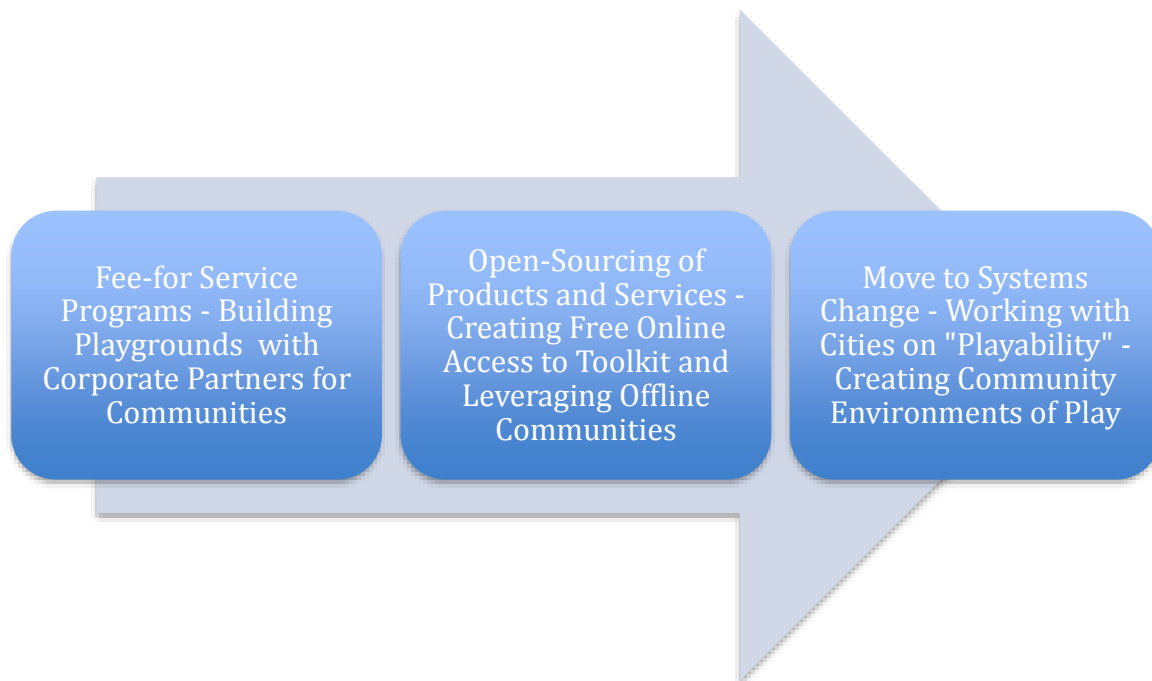 Fee-for Service
Programs - Building
Playgrounds  with
Corporate Partners for
Communities
Open-Sourcing of
Products and Services -
Creating Free Online
Access to Toolkit and
Leveraging Offline
Communities
Move to Systems
Change - Working with
Cities on "Playability" -
Creating Community
Environments of Play